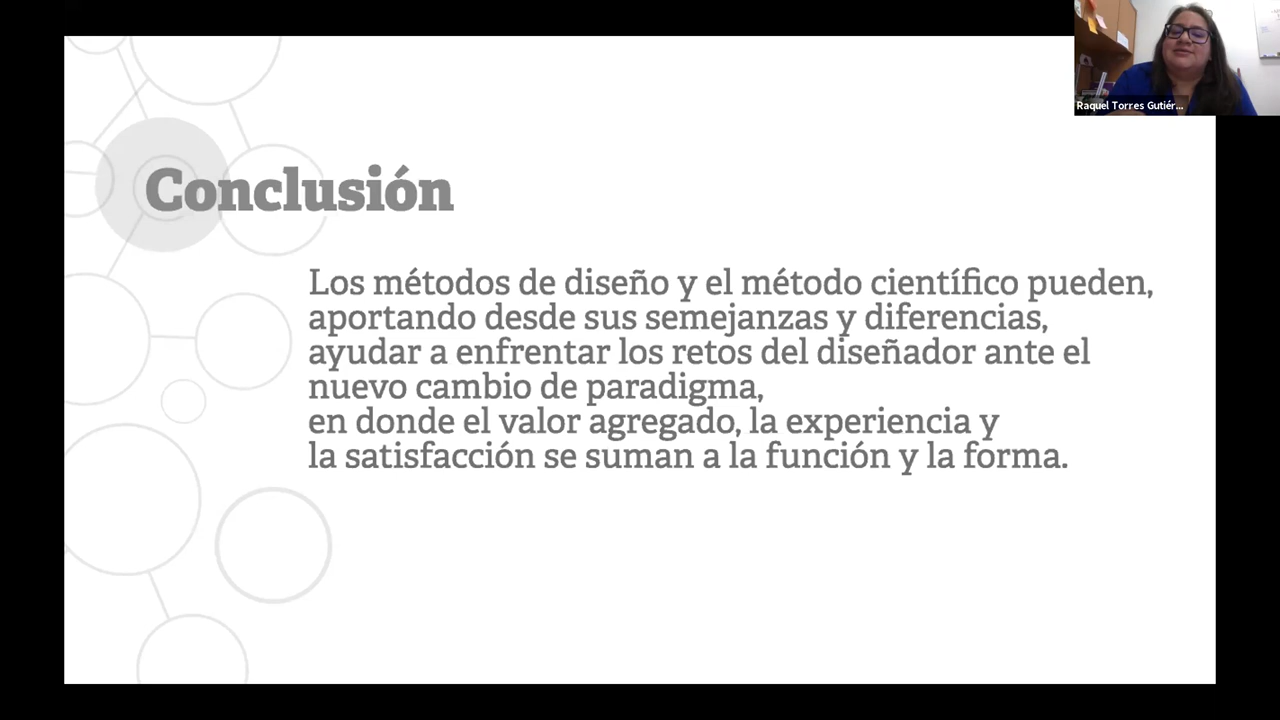 Raquel Torres Gutiér...
Conclusión
Los métodos de diseño y el método científico pueden,
aportando desde sus semejanzas y diferencias,
ayudar a enfrentar los retos del diseñador ante el
nuevo cambio de paradigma,
en donde el valor agregado, la experiencia y
la satisfacción se suman a la función y la forma.